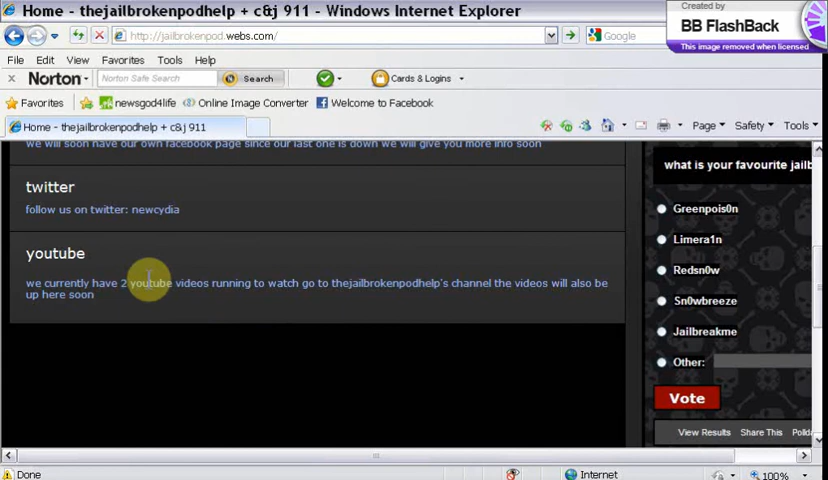 Home - thejailbrokenpodhelp + c&j 911 - Windows Internet Explorer
Created by
BB FlashBack
This image removed when licensed
http://jailbrokenpod.webs.com/
Google
File Edit View Favorites Tools Help
Norton Norton Safe Search Search Cards & Logins
Favorites newsgod4life Online Image Converter Welcome to Facebook
Home - thejailbrokenpodhelp + c&j 911
Page Safety Tools
we will soon have our own facebook page since our last one is down we will give you more info soon
twitter
follow us on twitter: newcydia
youtube
we currently have 2 youtube videos running to watch go to thejailbrokenpodhelp's channel the videos will also be
up here soon
what is your favourite jailb
Greenpois0n
Limera1n
Redsn0w
Sn0wbreeze
Jailbreakme
Other:
Vote
View Results Share This Pollda
Done
Internet
100%